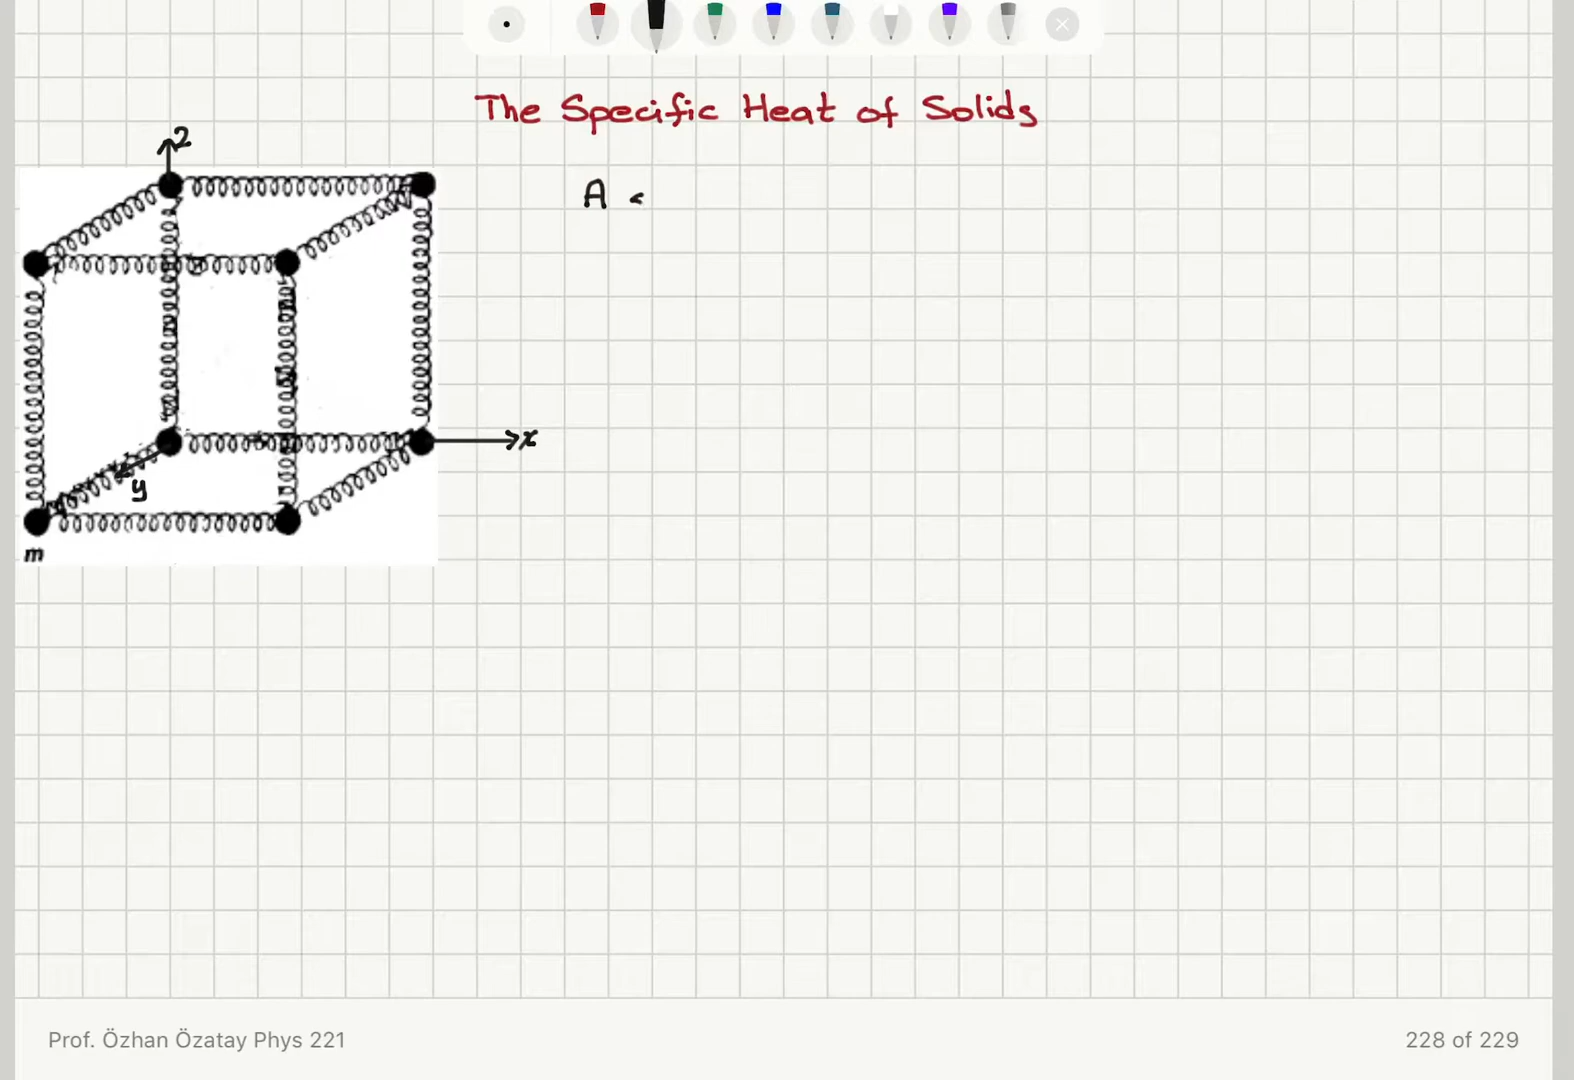 The Specific Heat of Solids
z
A
x
y
m
Prof. Özhan Özatay Phys 221
228 of 229